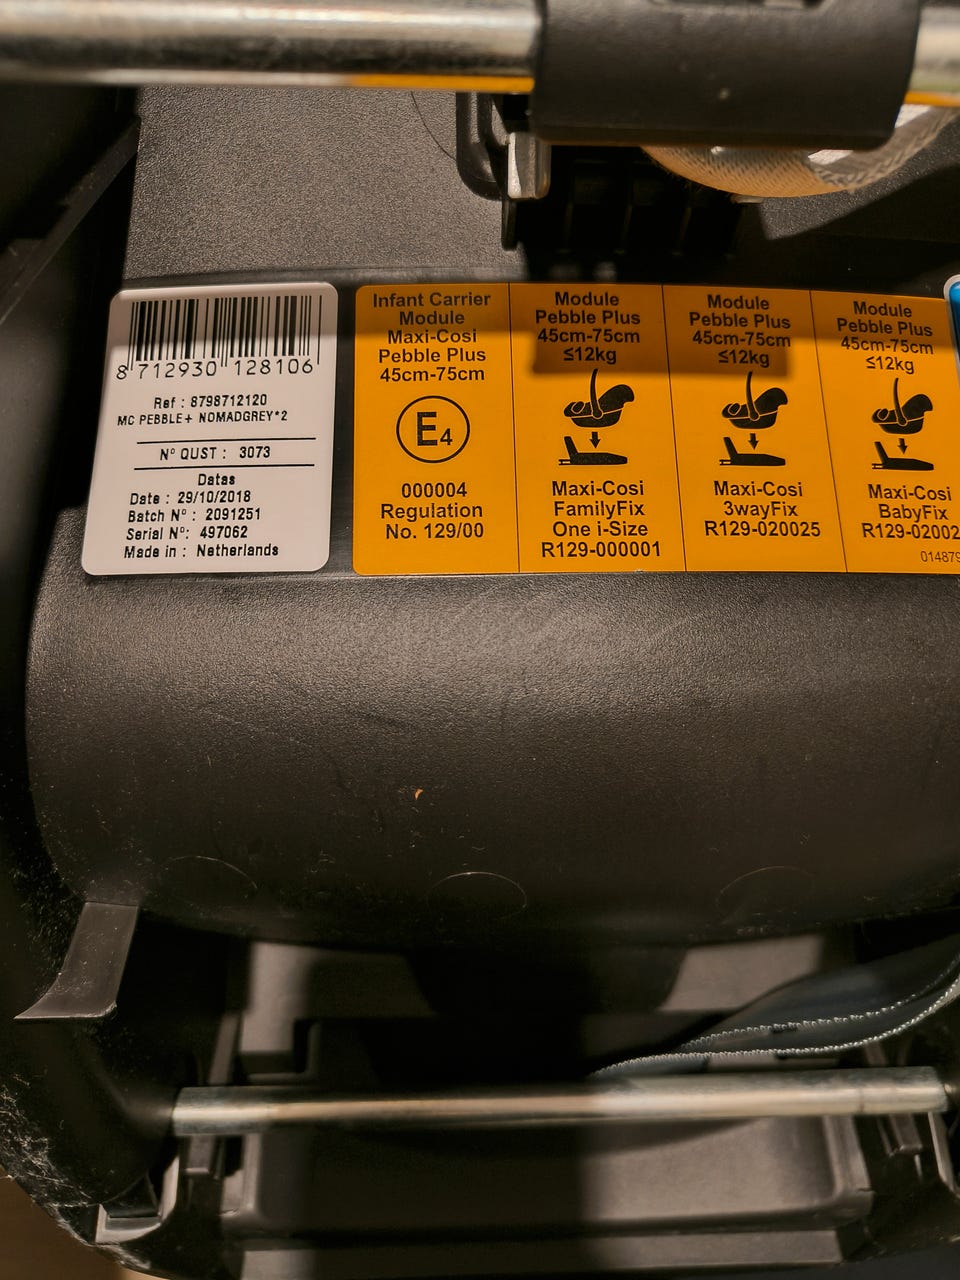 8 712930 128106
Ref : 8798712120
MC PEBBLE+ NOMADGREY*2
N° QUST : 3073
Datas
Date : 29/10/2018
Batch N° : 2091251
Serial N°: 497062
Made in : Netherlands
Infant Carrier
Module
Maxi-Cosi
Pebble Plus
45cm-75cm
E4
000004
Regulation
No. 129/00
Module
Pebble Plus
45cm-75cm
≤12kg
Maxi-Cosi
FamilyFix
One i-Size
R129-000001
Module
Pebble Plus
45cm-75cm
≤12kg
Maxi-Cosi
3wayFix
R129-020025
Module
Pebble Plus
45cm-75cm
≤12kg
Maxi-Cosi
BabyFix